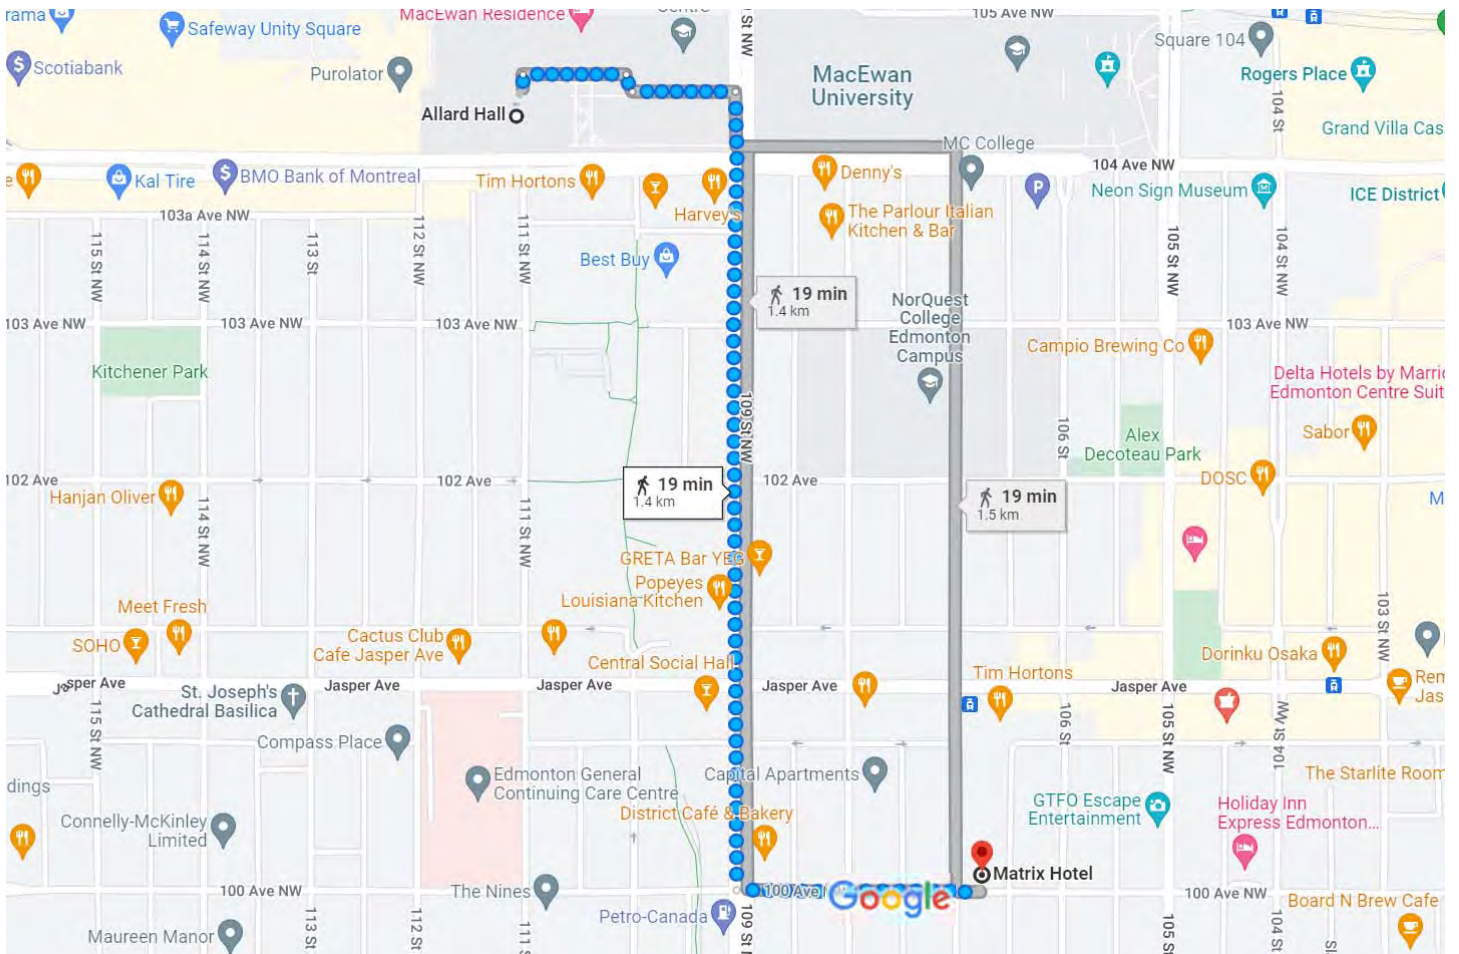 rama
Safeway Unity Square
MacEwan Residence
Centre
St NW
105 Ave NW
Square 104
Scotiabank
Purolator
MacEwan
University
Rogers Place
Allard Hall
104 St
Grand Villa Cas
MC College
104 Ave NW
e
Kal Tire
BMO Bank of Montreal
Tim Hortons
Harvey's
Denny's
Neon Sign Museum
ICE District
103a Ave NW
The Parlour Italian
Kitchen & Bar
115 St NW
114 St NW
113 St
112 St NW
111 St NW
105 St NW
104 St NW
Best Buy
19 min
1.4 km
NorQuest
College
Edmonton
Campus
03 Ave NW
103 Ave NW
103 Ave NW
103 Ave NW
Campio Brewing Co
Kitchener Park
Delta Hotels by Marric
Edmonton Centre Suit
109 St NW
106 St
Alex
Decoteau Park
Sabor
02 Ave
102 Ave
102 Ave
DOSC
Hanjan Oliver
19 min
1.4 km
19 min
1.5 km
M
114 St NW
111 St NW
GRETA Bar YEG
Popeyes
Louisiana Kitchen
Meet Fresh
SOHO
Cactus Club
Cafe Jasper Ave
Central Social Hall
103 St NW
Dorinku Osaka
Tim Hortons
Jasper Ave
Jasper Ave
Jasper Ave
Jasper Ave
Jasper Ave
Rem
Jas
St. Joseph's
Cathedral Basilica
115 St NW
106 St
105 St NW
104 St NW
Compass Place
Edmonton General
Continuing Care Centre
Capital Apartments
The Starlite Room
dings
GTFO Escape
Entertainment
Holiday Inn
Express Edmonton...
Connelly-McKinley
Limited
District Café & Bakery
Matrix Hotel
100 Ave NW
The Nines
100 Ave
Google
100 Ave NW
Board N Brew Cafe
Petro-Canada
Maureen Manor
113 St
112 St
111 S
109 St NW
105 S
104 St